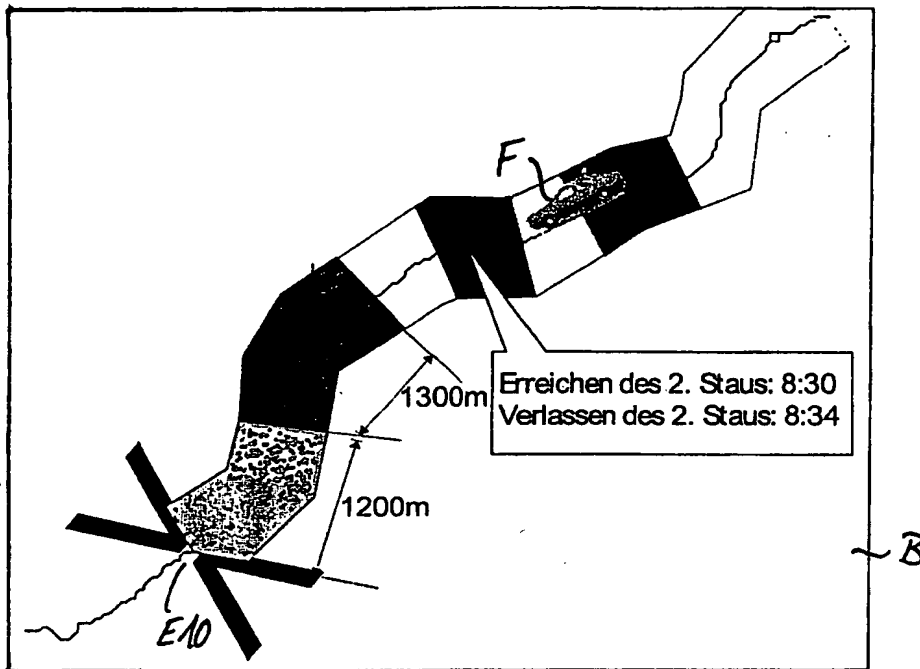 F
Erreichen des 2. Staus: 8:30
Verlassen des 2. Staus: 8:34
1300m
1200m
B
E10